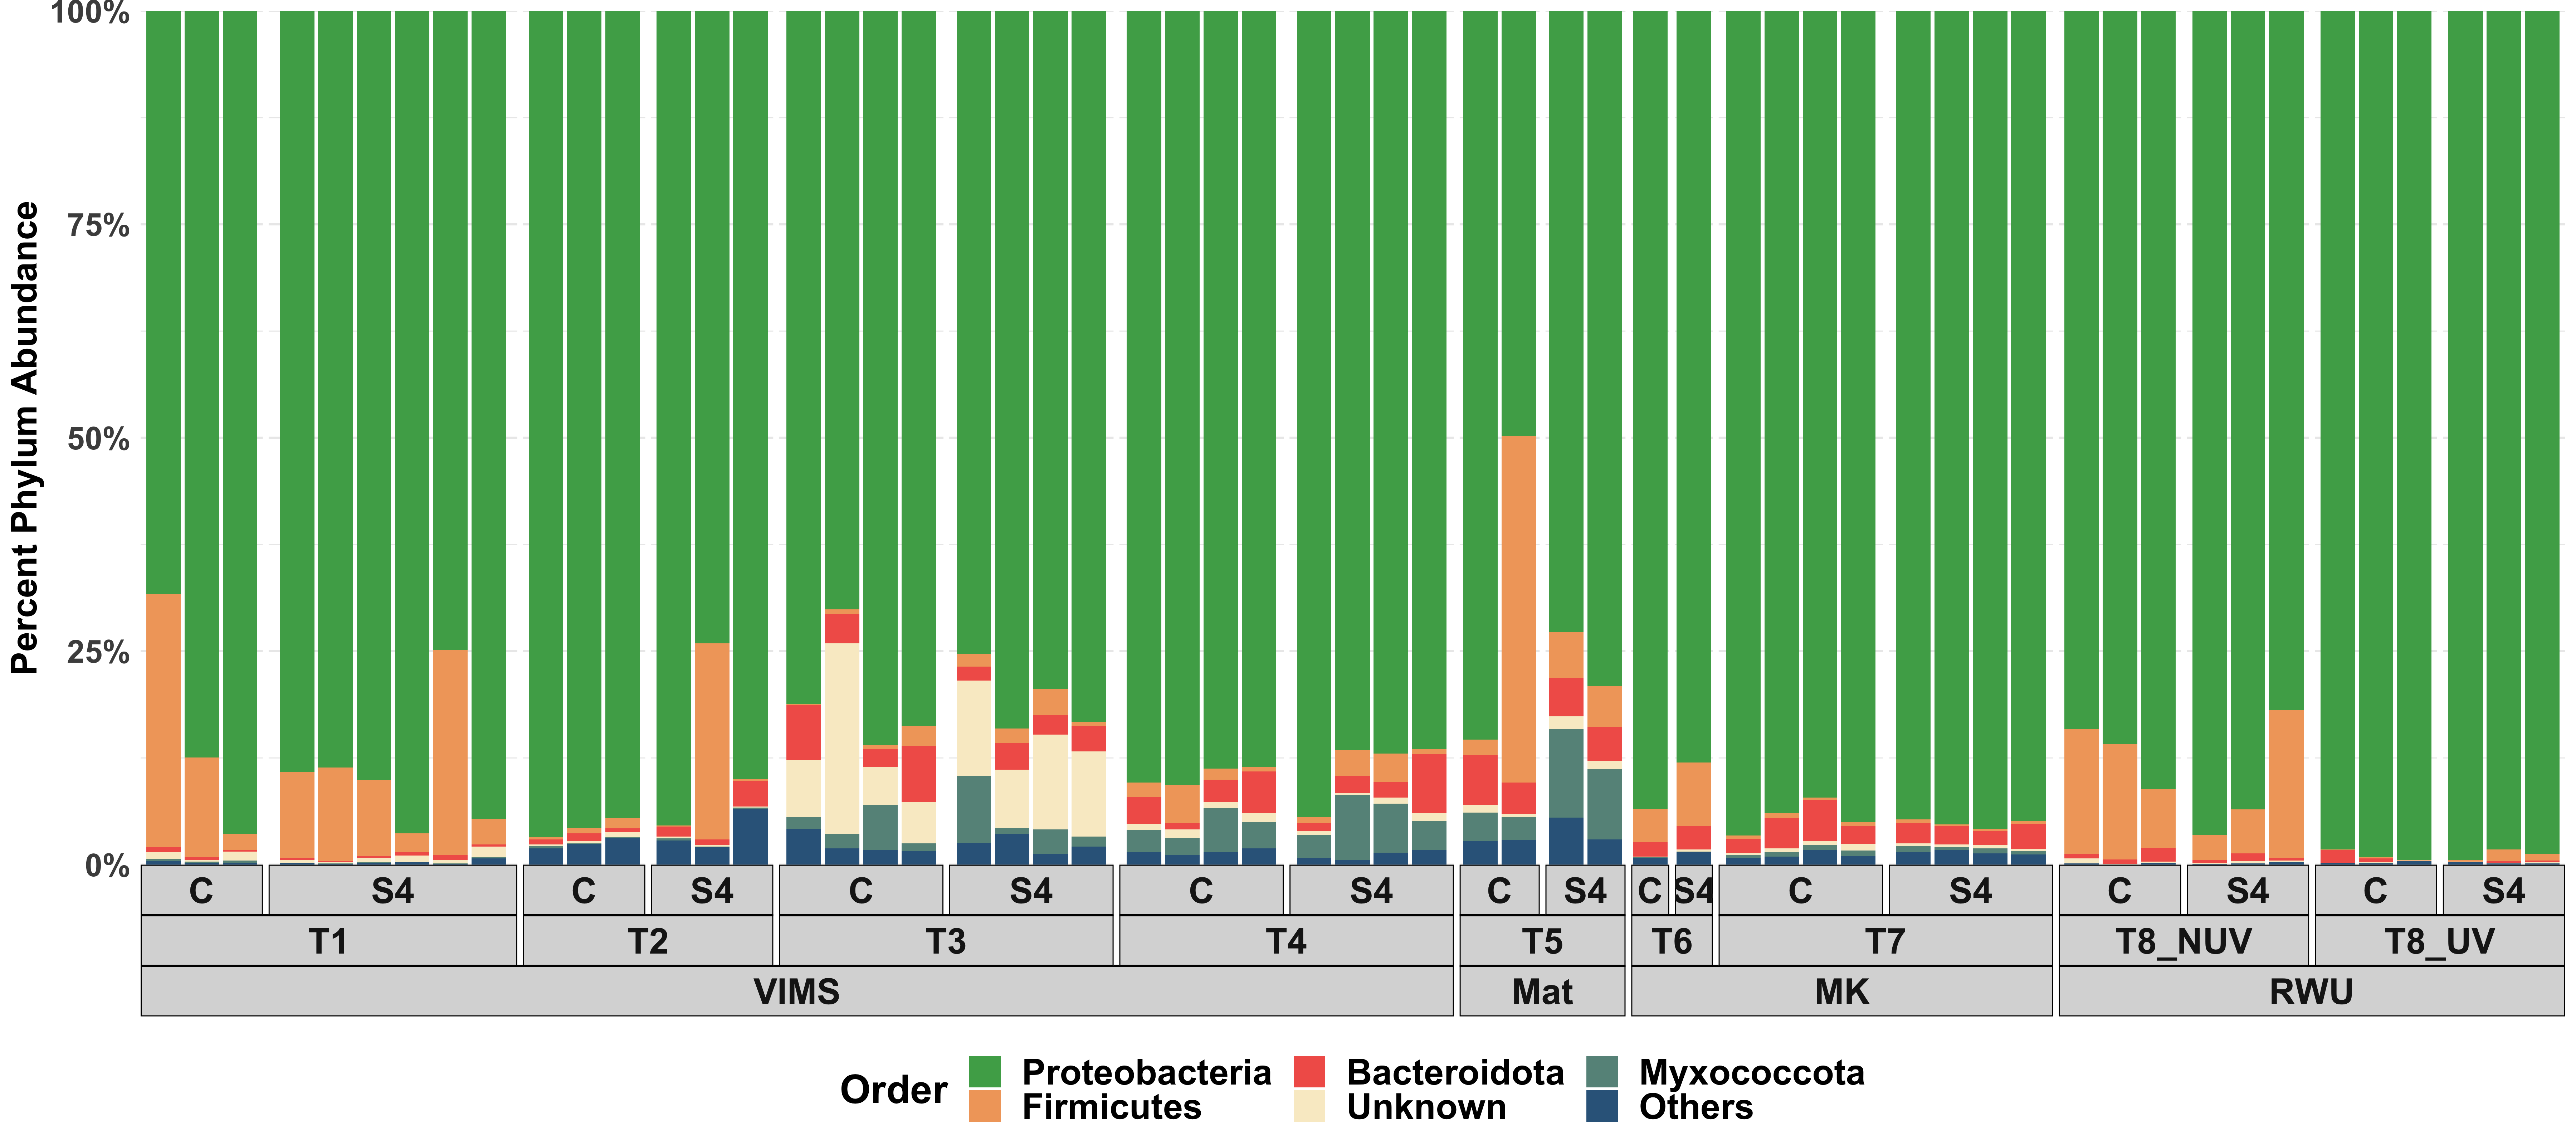 Percent Phylum Abundance
100%
75%
50%
25%
0%
C S4 C S4 C S4 C S4 C S4 C S4 C S4 C S4 C S4
T1 T2 T3 T4 T5 T6 T7 T8_NUV T8_UV
VIMS Mat MK RWU
Order
Proteobacteria Bacteroidota Myxococcota
Firmicutes Unknown Others